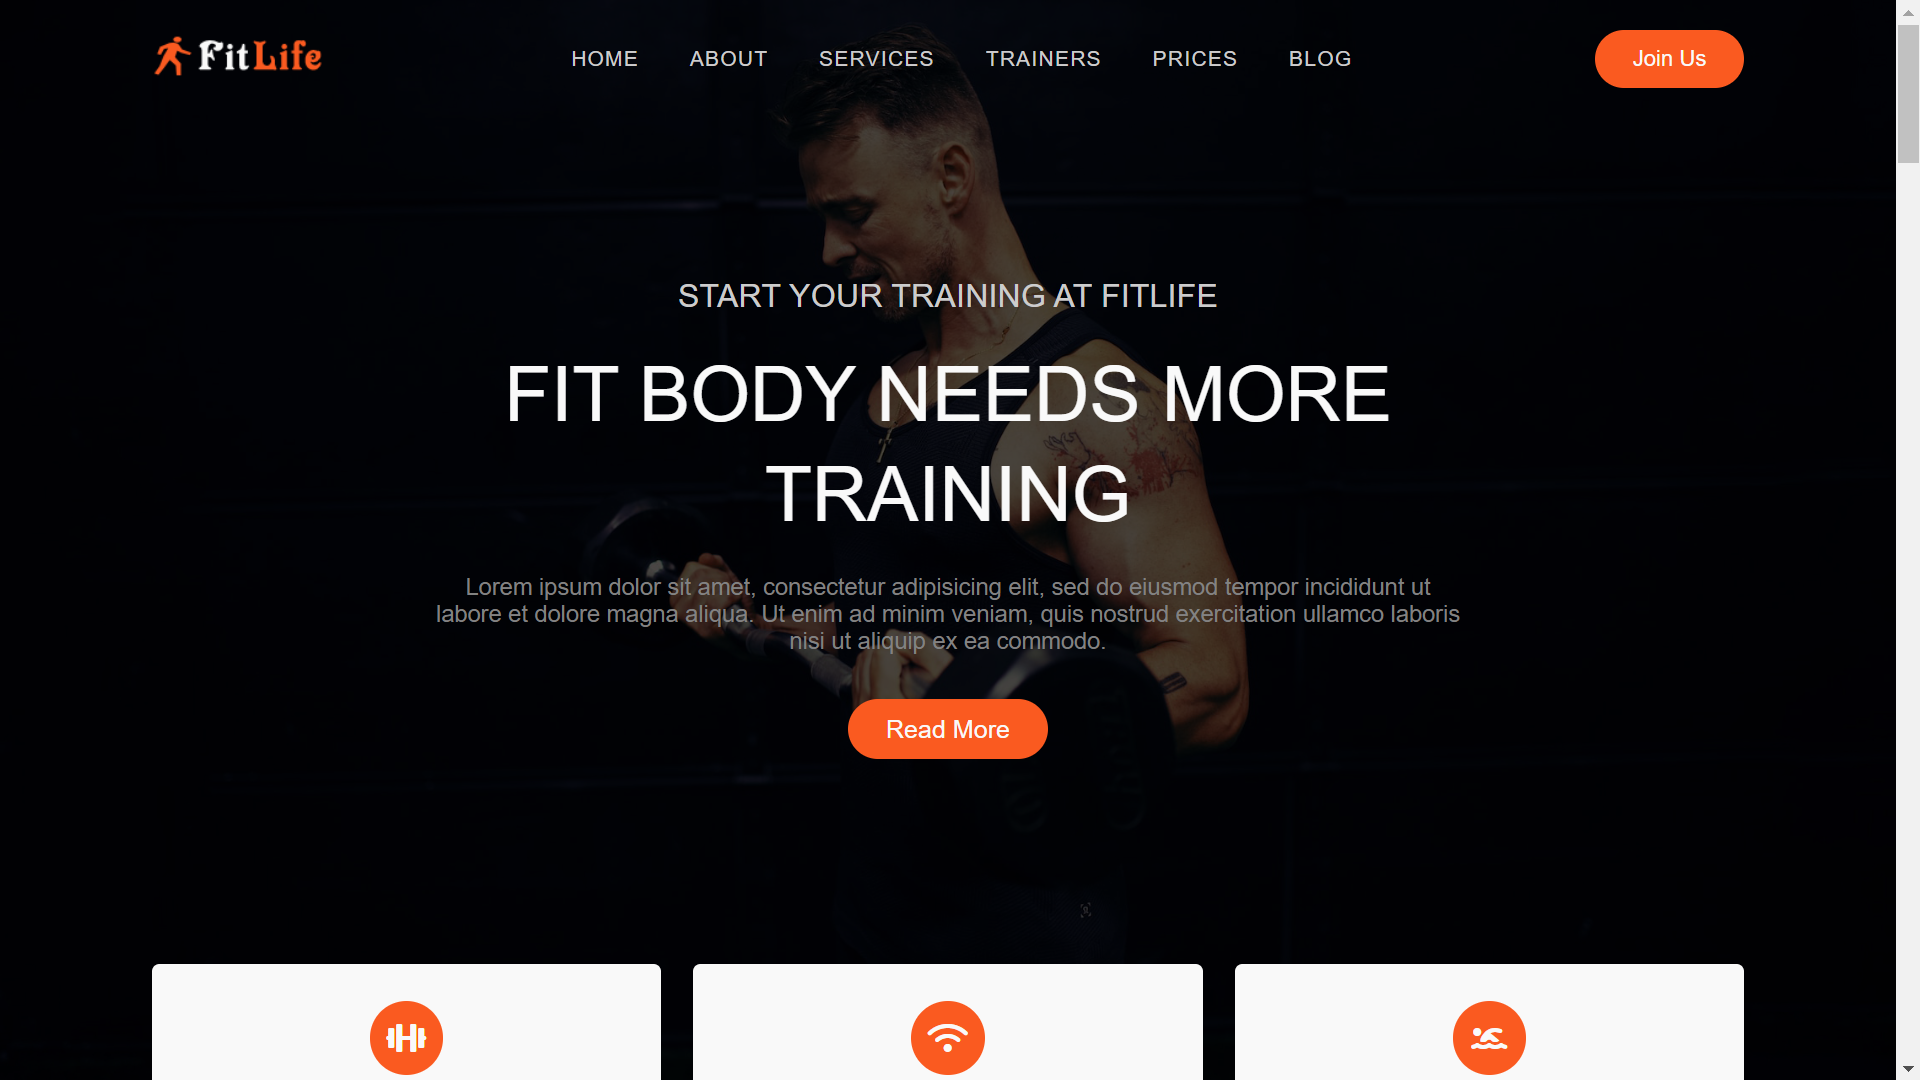 FitLife
HOME ABOUT SERVICES TRAINERS PRICES BLOG
Join Us
START YOUR TRAINING AT FITLIFE
FIT BODY NEEDS MORE
TRAINING
Lorem ipsum dolor sit amet, consectetur adipisicing elit, sed do eiusmod tempor incididunt ut
labore et dolore magna aliqua. Ut enim ad minim veniam, quis nostrud exercitation ullamco laboris
nisi ut aliquip ex ea commodo.
Read More